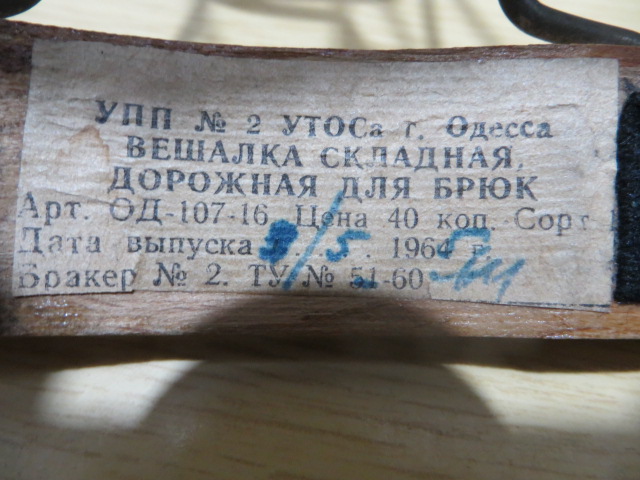 УПП № 2 УТОСа г. Одесса
ВЕШАЛКА СКЛАДНАЯ,
ДОРОЖНАЯ ДЛЯ БРЮК
Арт. ОД-107-16 Цена 40 коп. Сорт
Дата выпуска /5 . 1964 г.
Бракер № 2. ТУ № 51-60